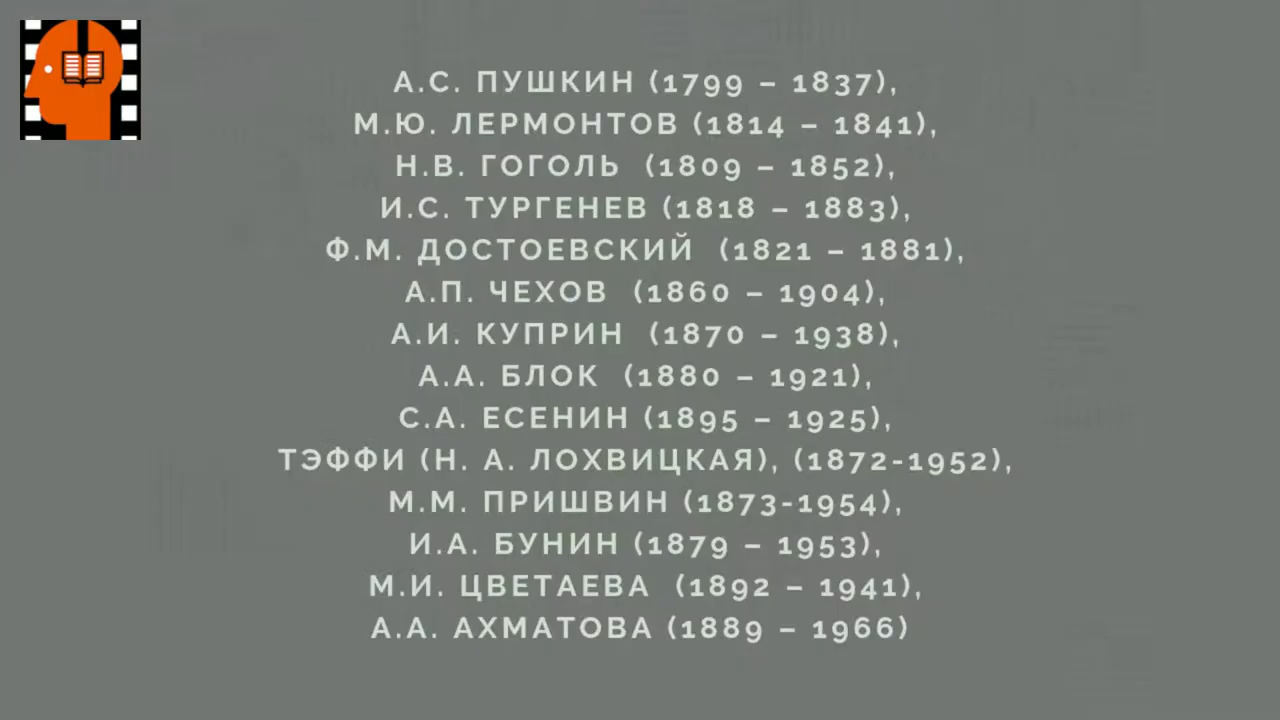 А.С. ПУШКИН (1799 – 1837),
М.Ю. ЛЕРМОНТОВ (1814 – 1841),
Н.В. ГОГОЛЬ (1809 – 1852),
И.С. ТУРГЕНЕВ (1818 – 1883),
Ф.М. ДОСТОЕВСКИЙ (1821 – 1881),
А.П. ЧЕХОВ (1860 – 1904),
А.И. КУПРИН (1870 – 1938),
А.А. БЛОК (1880 – 1921),
С.А. ЕСЕНИН (1895 – 1925),
ТЭФФИ (Н. А. ЛОХВИЦКАЯ), (1872-1952),
М.М. ПРИШВИН (1873-1954),
И.А. БУНИН (1879 – 1953),
М.И. ЦВЕТАЕВА (1892 – 1941),
А.А. АХМАТОВА (1889 – 1966)